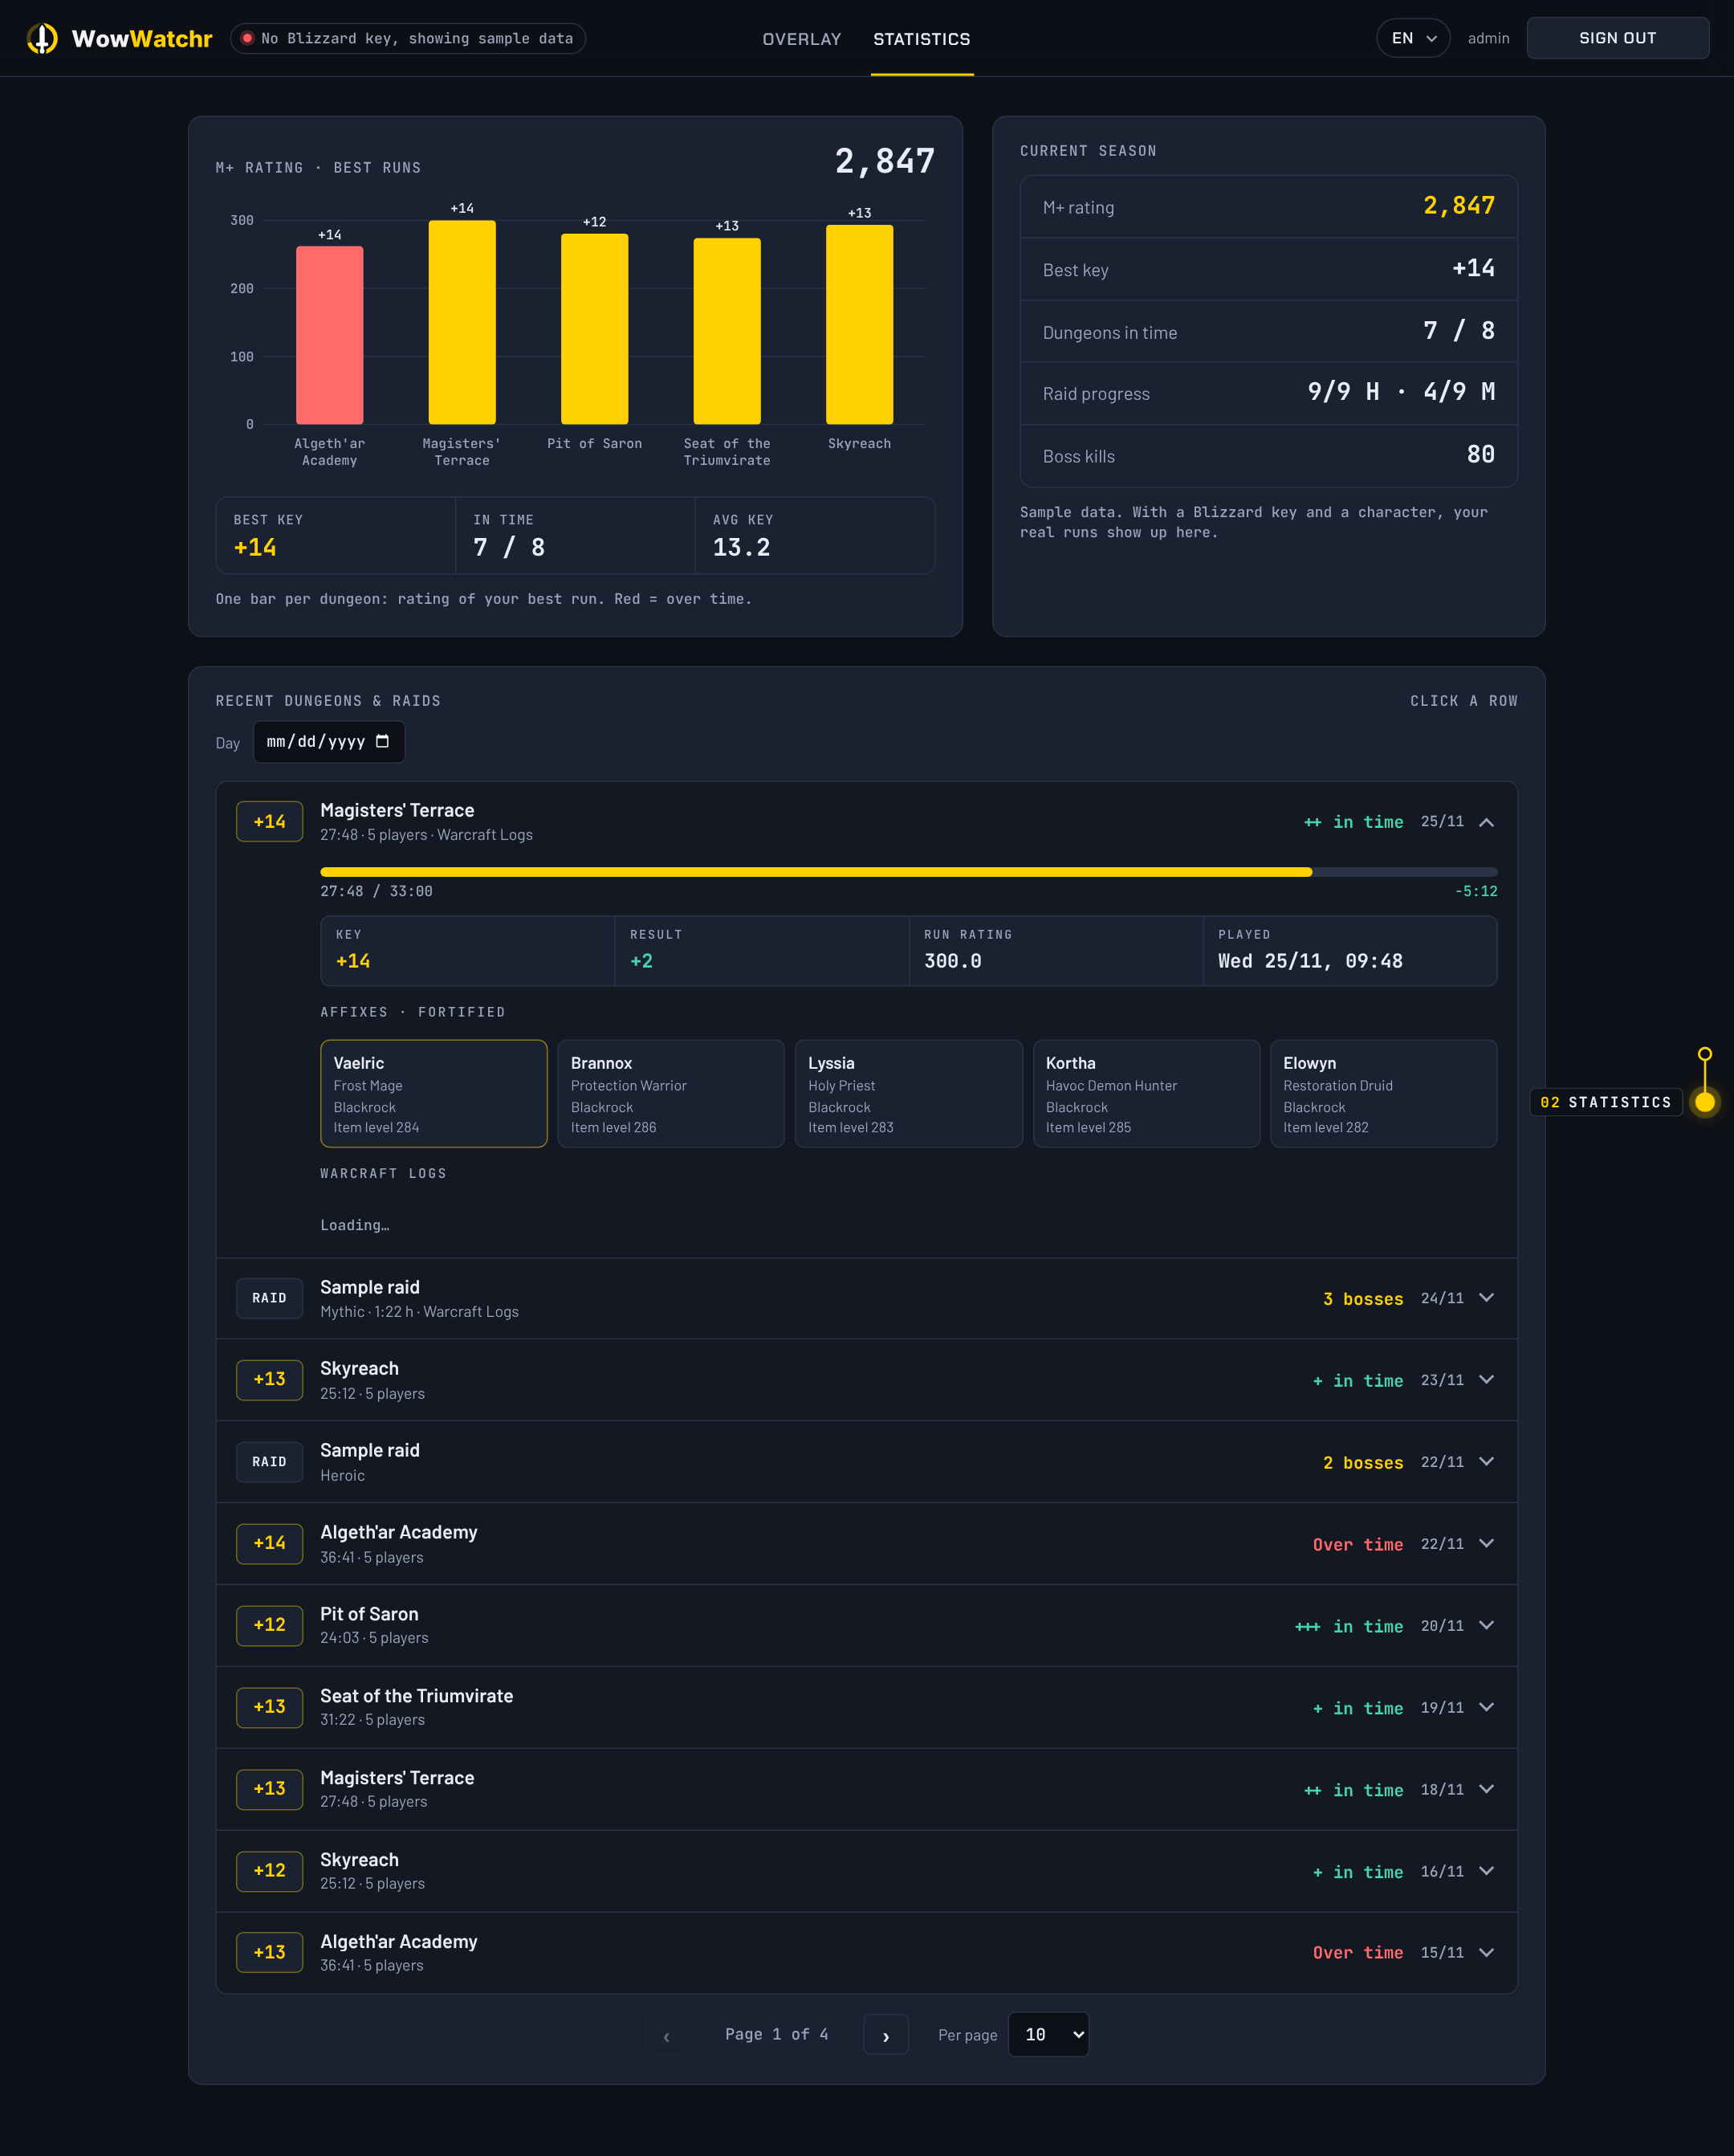 WowWatchr
No Blizzard key, showing sample data
OVERLAY
STATISTICS
EN
admin
SIGN OUT
M+ RATING · BEST RUNS
2,847
300
200
100
0
+14
+14
+12
+13
+13
Algeth'ar
Academy
Magisters'
Terrace
Pit of Saron
Seat of the
Triumvirate
Skyreach
BEST KEY
+14
IN TIME
7 / 8
AVG KEY
13.2
One bar per dungeon: rating of your best run. Red = over time.
CURRENT SEASON
M+ rating
2,847
Best key
+14
Dungeons in time
7 / 8
Raid progress
9/9 H · 4/9 M
Boss kills
80
Sample data. With a Blizzard key and a character, your
real runs show up here.
RECENT DUNGEONS & RAIDS
CLICK A ROW
Day
mm/dd/yyyy
+14
Magisters' Terrace
27:48 · 5 players · Warcraft Logs
++ in time
25/11
27:48 / 33:00
-5:12
KEY
+14
RESULT
+2
RUN RATING
300.0
PLAYED
Wed 25/11, 09:48
AFFIXES · FORTIFIED
Vaelric
Frost Mage
Blackrock
Item level 284
Brannox
Protection Warrior
Blackrock
Item level 286
Lyssia
Holy Priest
Blackrock
Item level 283
Kortha
Havoc Demon Hunter
Blackrock
Item level 285
Elowyn
Restoration Druid
Blackrock
Item level 282
02 STATISTICS
WARCRAFT LOGS
Loading…
RAID
Sample raid
Mythic · 1:22 h · Warcraft Logs
3 bosses
24/11
+13
Skyreach
25:12 · 5 players
+ in time
23/11
RAID
Sample raid
Heroic
2 bosses
22/11
+14
Algeth'ar Academy
36:41 · 5 players
Over time
22/11
+12
Pit of Saron
24:03 · 5 players
+++ in time
20/11
+13
Seat of the Triumvirate
31:22 · 5 players
+ in time
19/11
+13
Magisters' Terrace
27:48 · 5 players
++ in time
18/11
+12
Skyreach
25:12 · 5 players
+ in time
16/11
+13
Algeth'ar Academy
36:41 · 5 players
Over time
15/11
‹
Page 1 of 4
›
Per page
10